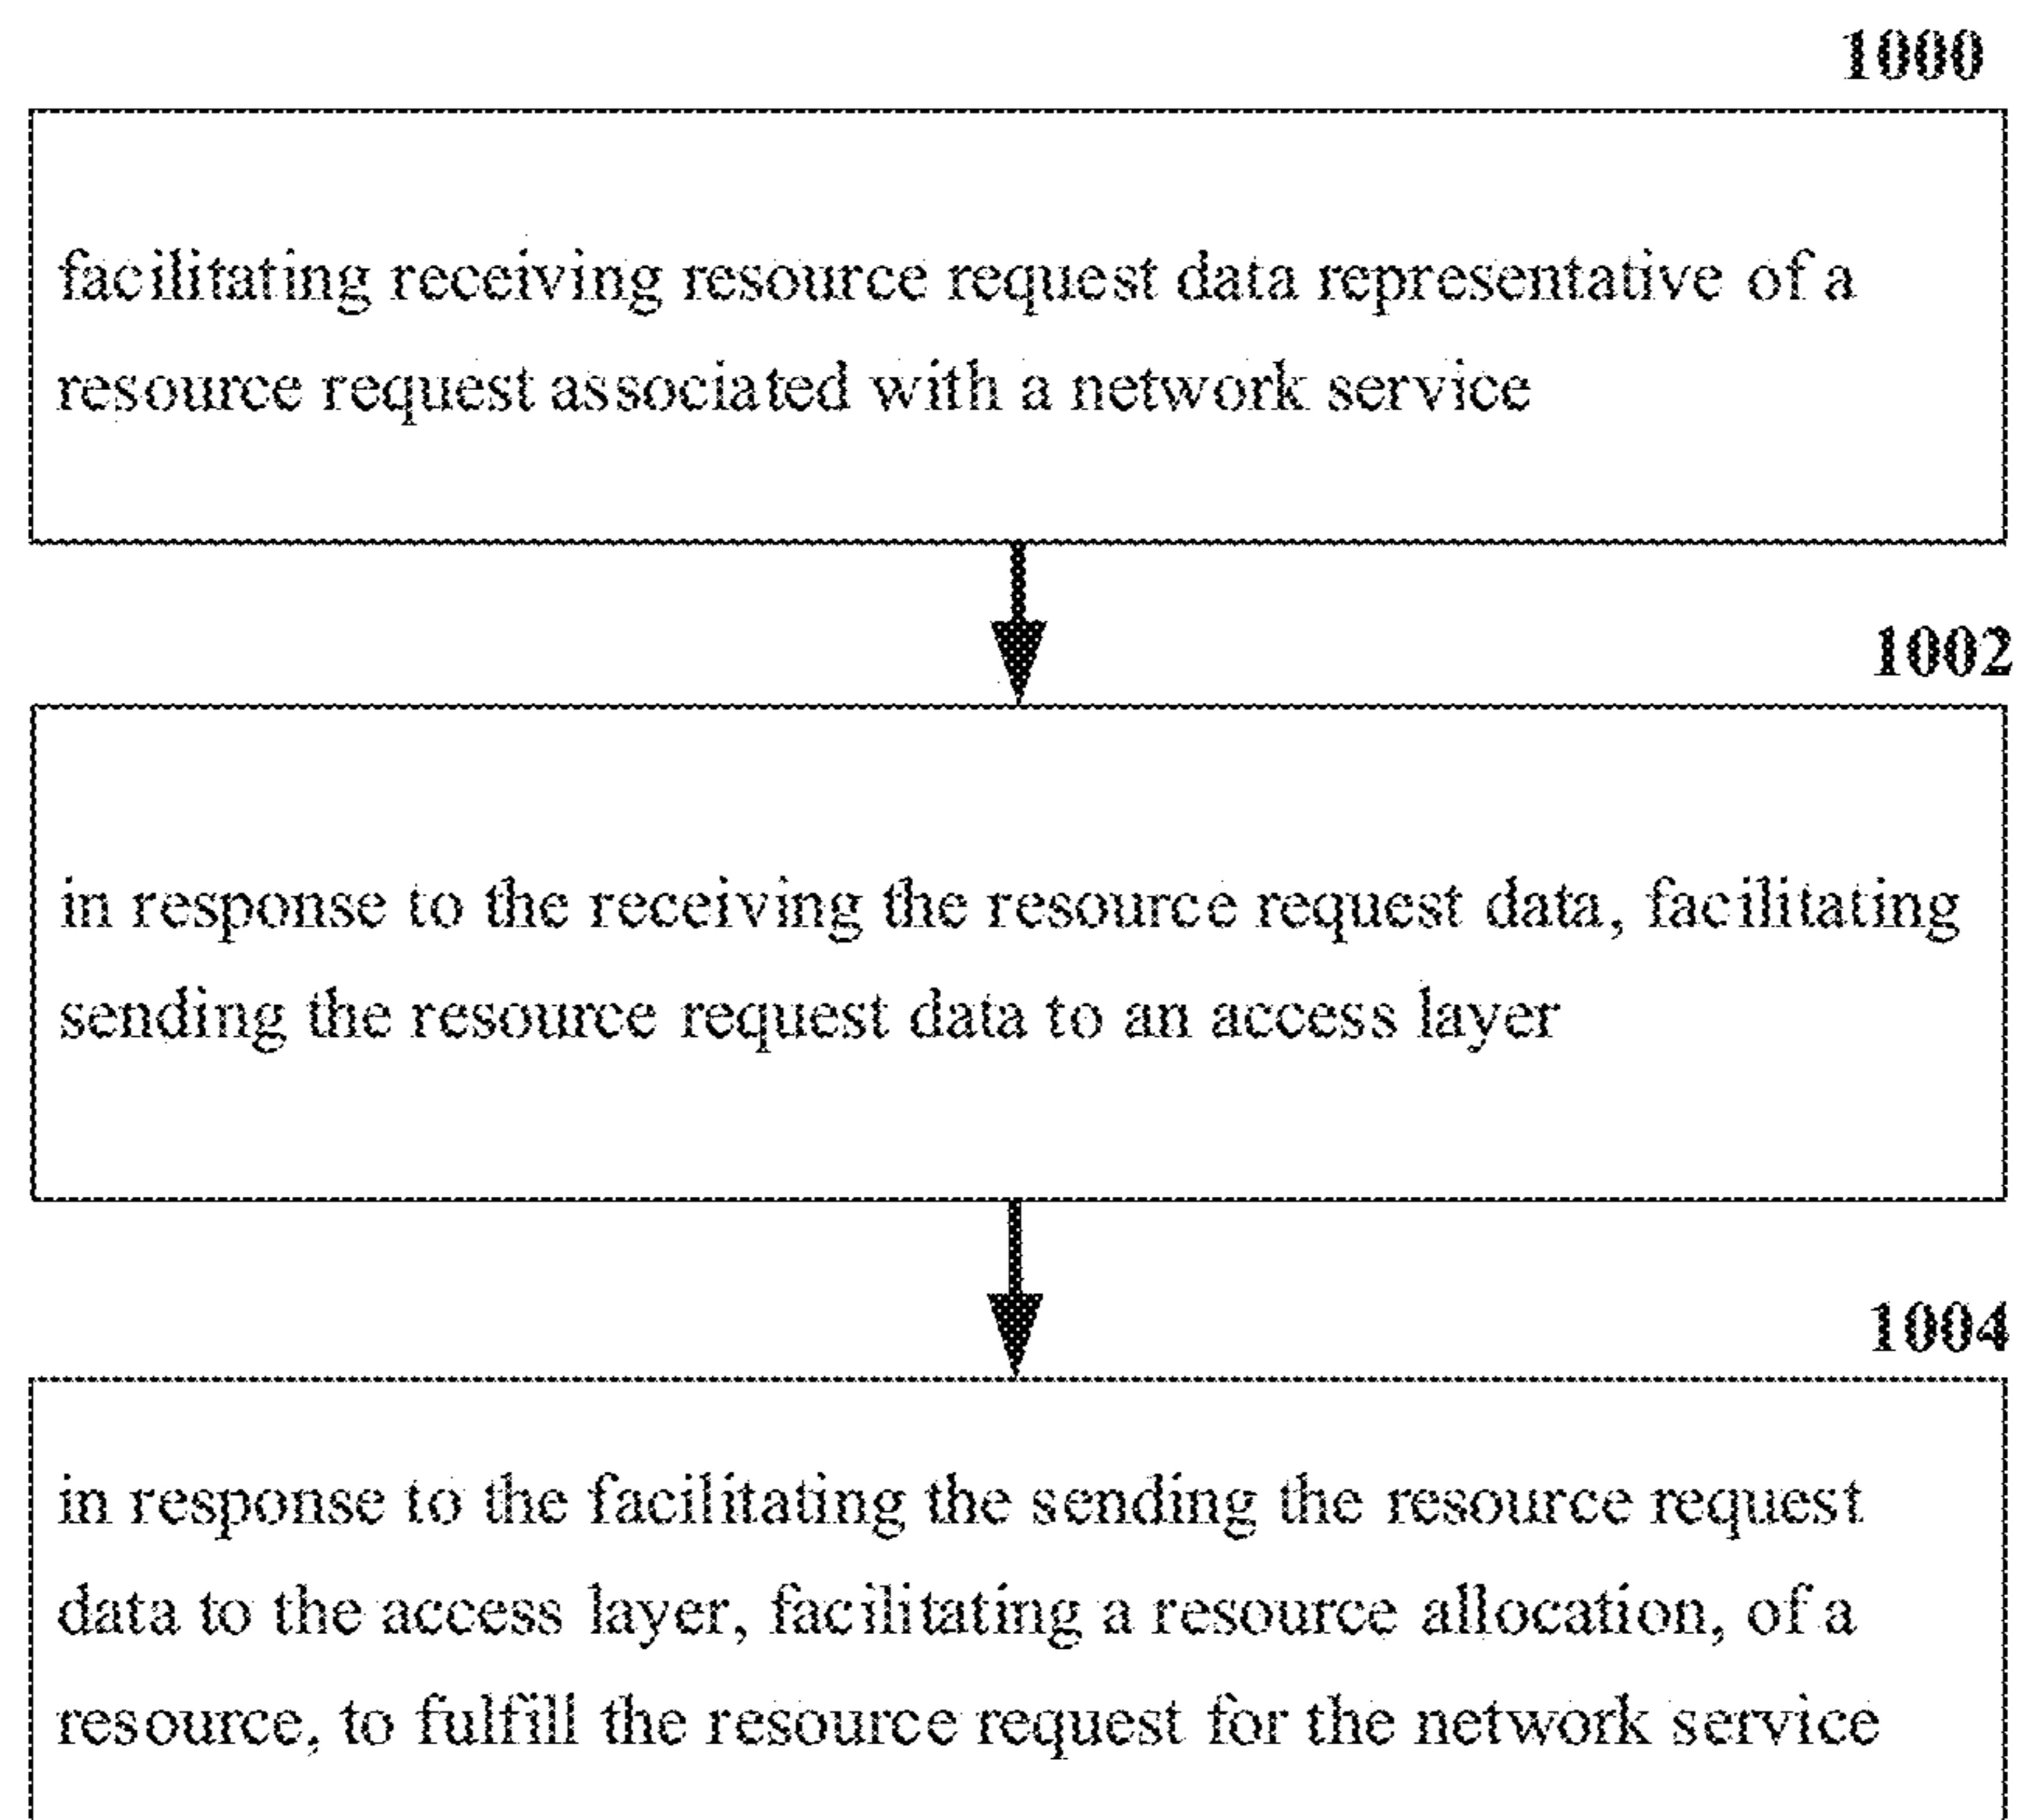 1000
facilitating receiving resource request data representative of a
resource request associated with a network service
1002
in response to the receiving the resource request data, facilitating
sending the resource request data to an access layer
1004
in response to the facilitating the sending the resource request
data to the access layer, facilitating a resource allocation, of a
resource, to fulfill the resource request for the network service